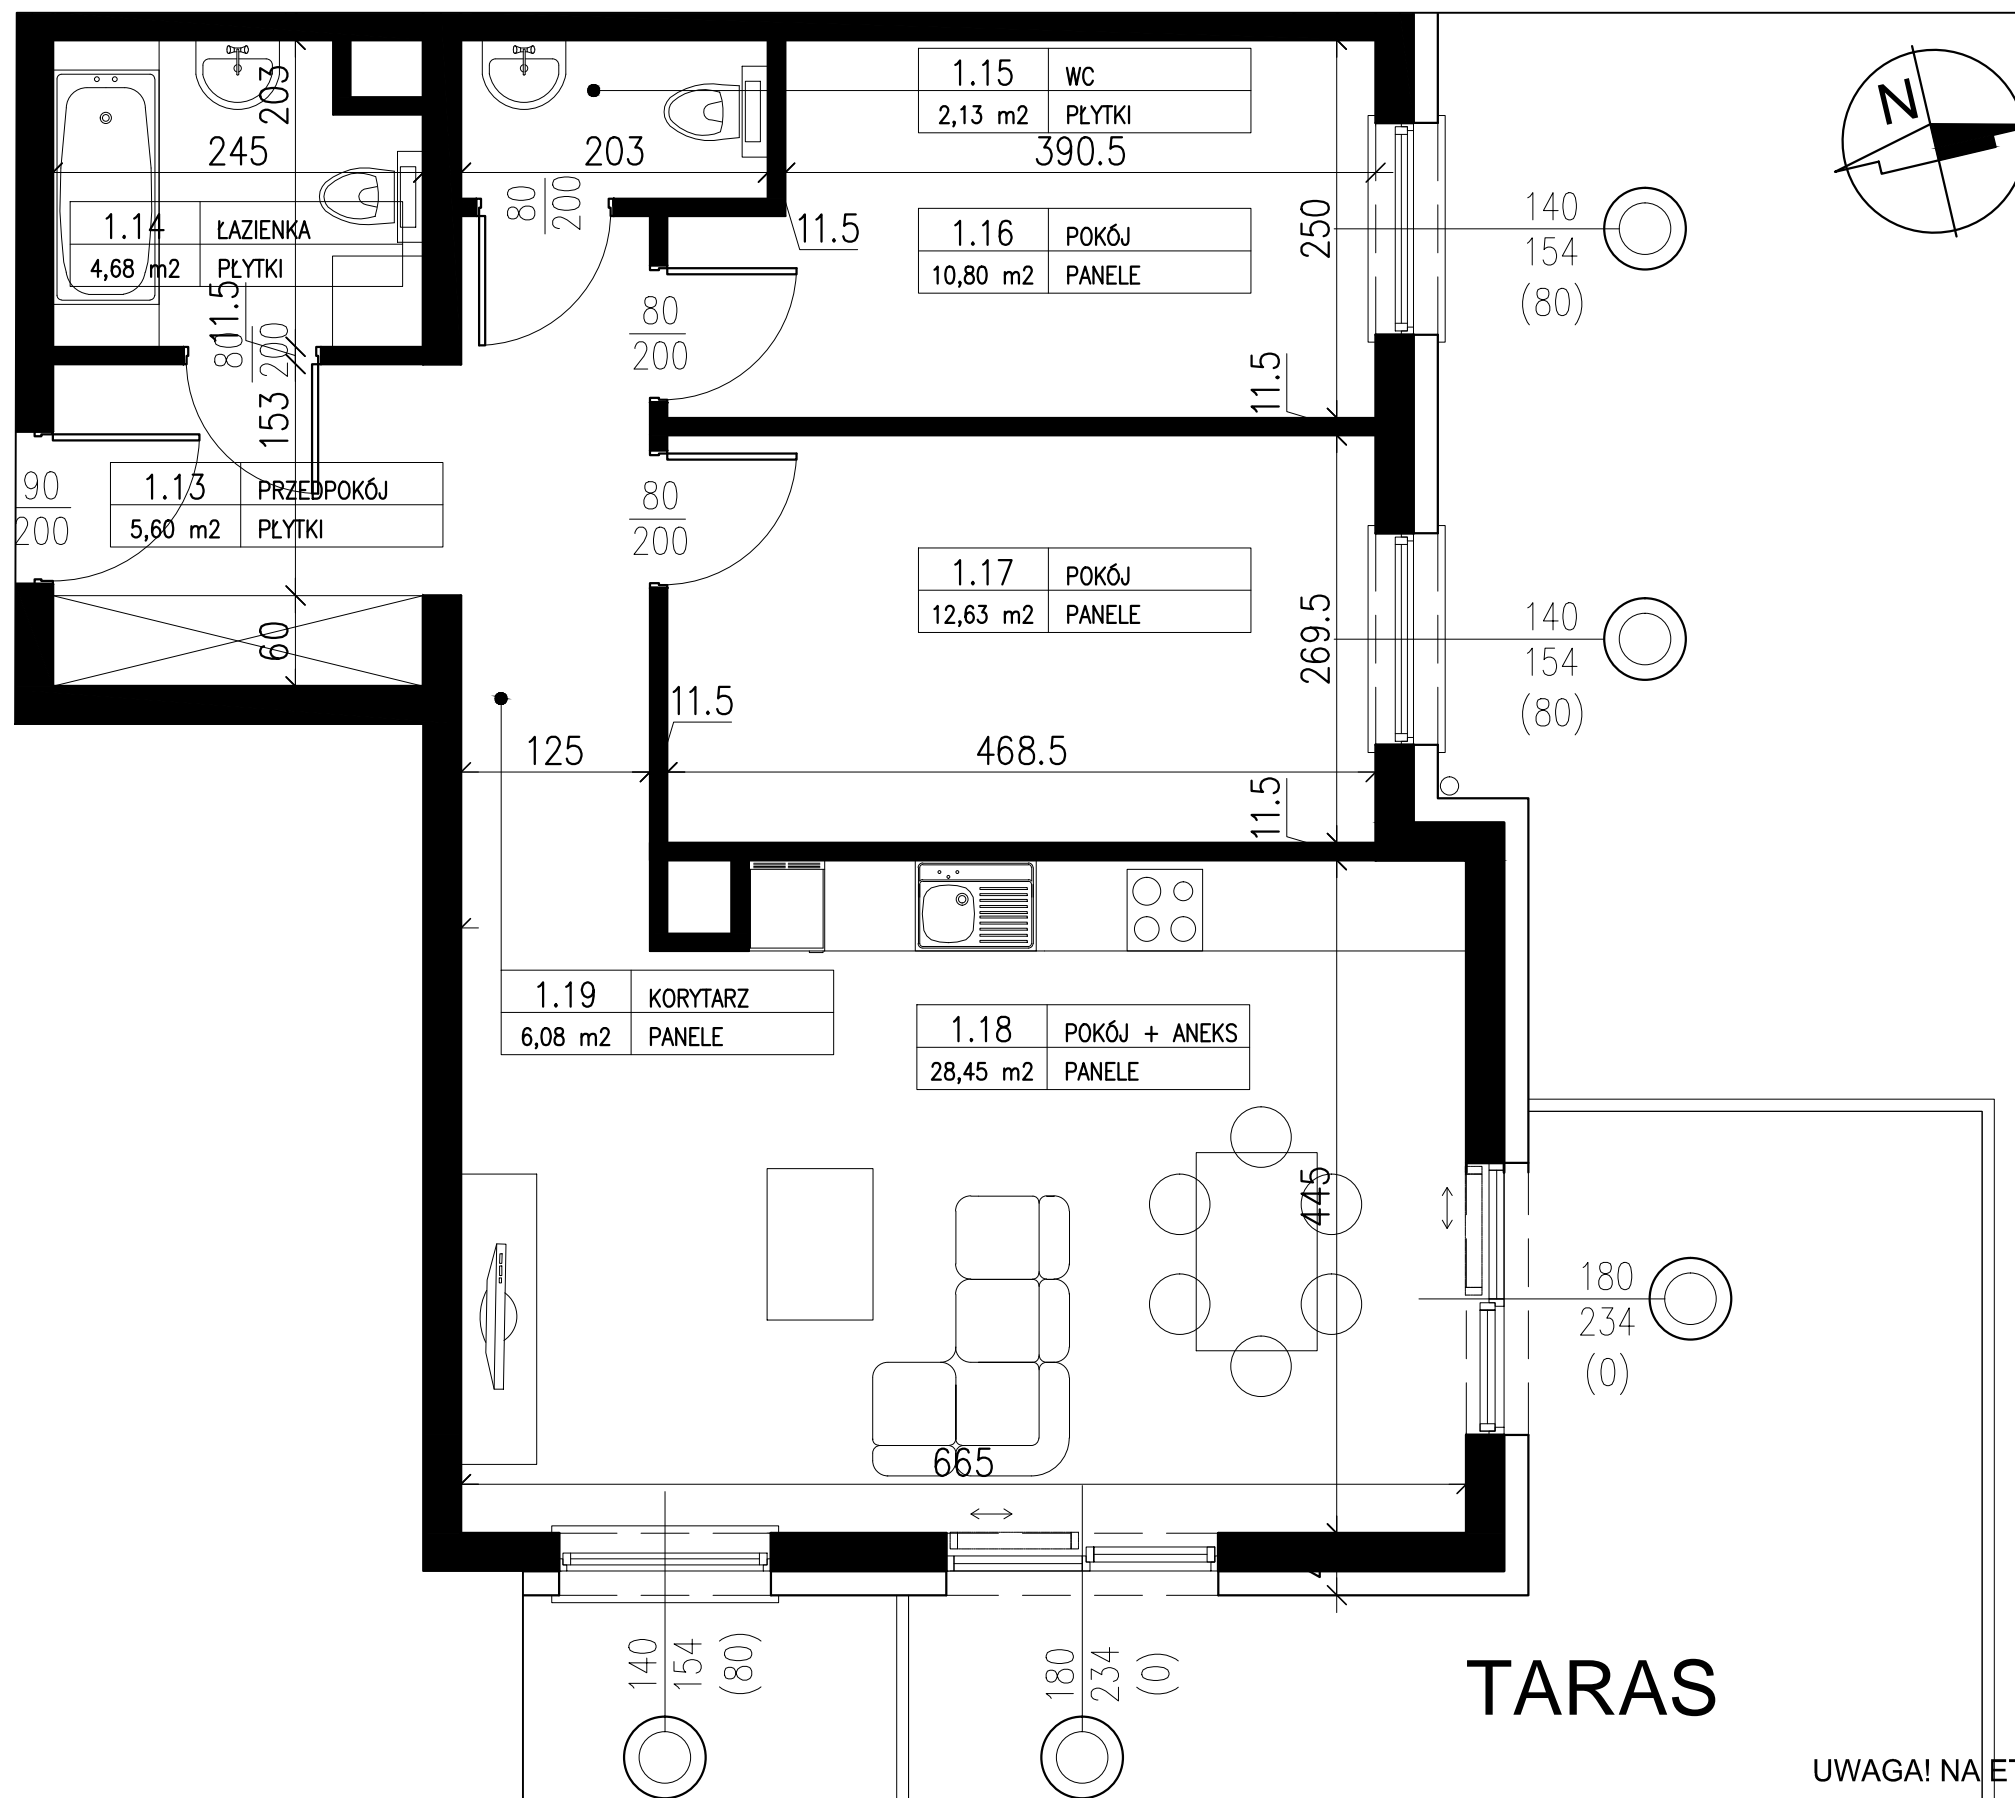 203
245
1.14 ŁAZIENKA
4,68 m2 PŁYTKI
11.5
80
200
153
1.15 WC
2,13 m2 PŁYTKI
203
80
200
390.5
11.5
1.16 POKÓJ
10,80 m2 PANELE
250
140
154
(80)
N
80
200
11.5
90
200
1.13 PRZEDPOKÓJ
5,60 m2 PŁYTKI
60
80
200
1.17 POKÓJ
12,63 m2 PANELE
269.5
140
154
(80)
11.5
125
468.5
11.5
1.19 KORYTARZ
6,08 m2 PANELE
1.18 POKÓJ + ANEKS
28,45 m2 PANELE
445
180
234
(0)
665
140
154
(80)
180
234
(0)
TARAS
UWAGA! NA